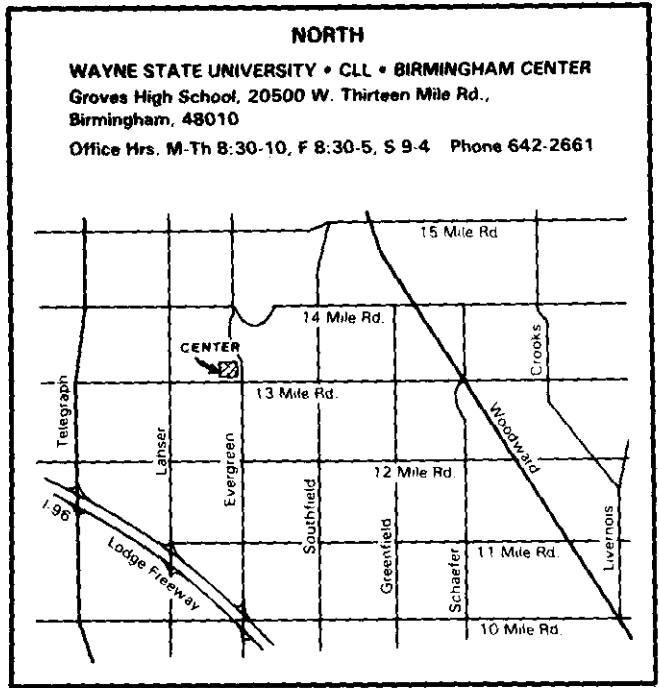 NORTH
WAYNE STATE UNIVERSITY • CLL • BIRMINGHAM CENTER
Groves High School, 20500 W. Thirteen Mile Rd.,
Birmingham, 48010
Office Hrs. M-Th 8:30-10, F 8:30-5, S 9-4 Phone 642-2661
15 Mile Rd
14 Mile Rd.
CENTER
Crooks
13 Mile Rd.
Telegraph
Lahser
Evergreen
Woodward
12 Mile Rd.
Southfield
I-96
Lodge Freeway
Greenfield
Schaefer
11 Mile Rd.
Livernois
10 Mile Rd.